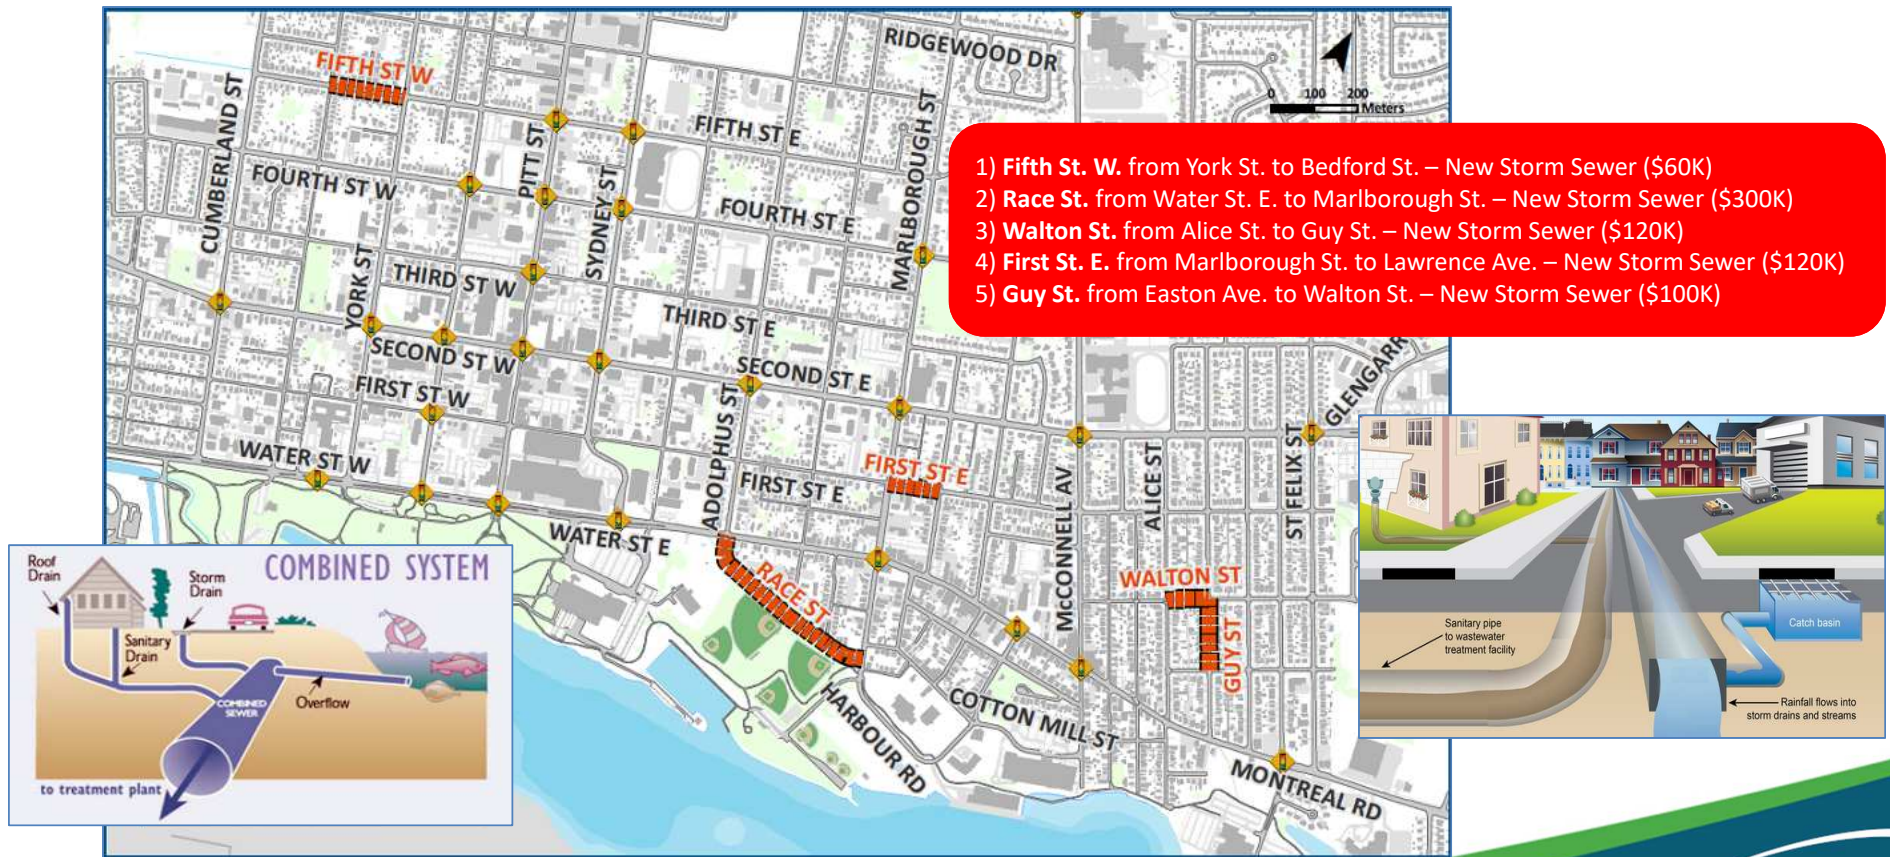 RIDGEWOOD DR
FIFTH ST W
0 100 200
Meters
CUMBERLAND ST
FIFTH ST E
MARLBOROUGH ST
PITT ST
FOURTH ST W
SYDNEY ST
FOURTH ST E
YORK ST
THIRD ST W
THIRD ST E
SECOND ST W
SECOND ST E
FIRST ST W
ADOLPHUS ST
WATER ST W
FIRST ST E
FIRST ST E
WATER ST E
McCONNELL AV
ALICE ST
ST FELIX ST
GLENGARR
RACE ST
WALTON ST
GUY ST
HARBOUR RD
COTTON MILL ST
MONTREAL RD
1) Fifth St. W. from York St. to Bedford St. – New Storm Sewer ($60K)
2) Race St. from Water St. E. to Marlborough St. – New Storm Sewer ($300K)
3) Walton St. from Alice St. to Guy St. – New Storm Sewer ($120K)
4) First St. E. from Marlborough St. to Lawrence Ave. – New Storm Sewer ($120K)
5) Guy St. from Easton Ave. to Walton St. – New Storm Sewer ($100K)
COMBINED SYSTEM
Roof
Drain
Storm
Drain
Sanitary
Drain
COMBINED
SEWER
Overflow
to treatment plant
Sanitary pipe
to wastewater
treatment facility
Catch basin
Rainfall flows into
storm drains and streams